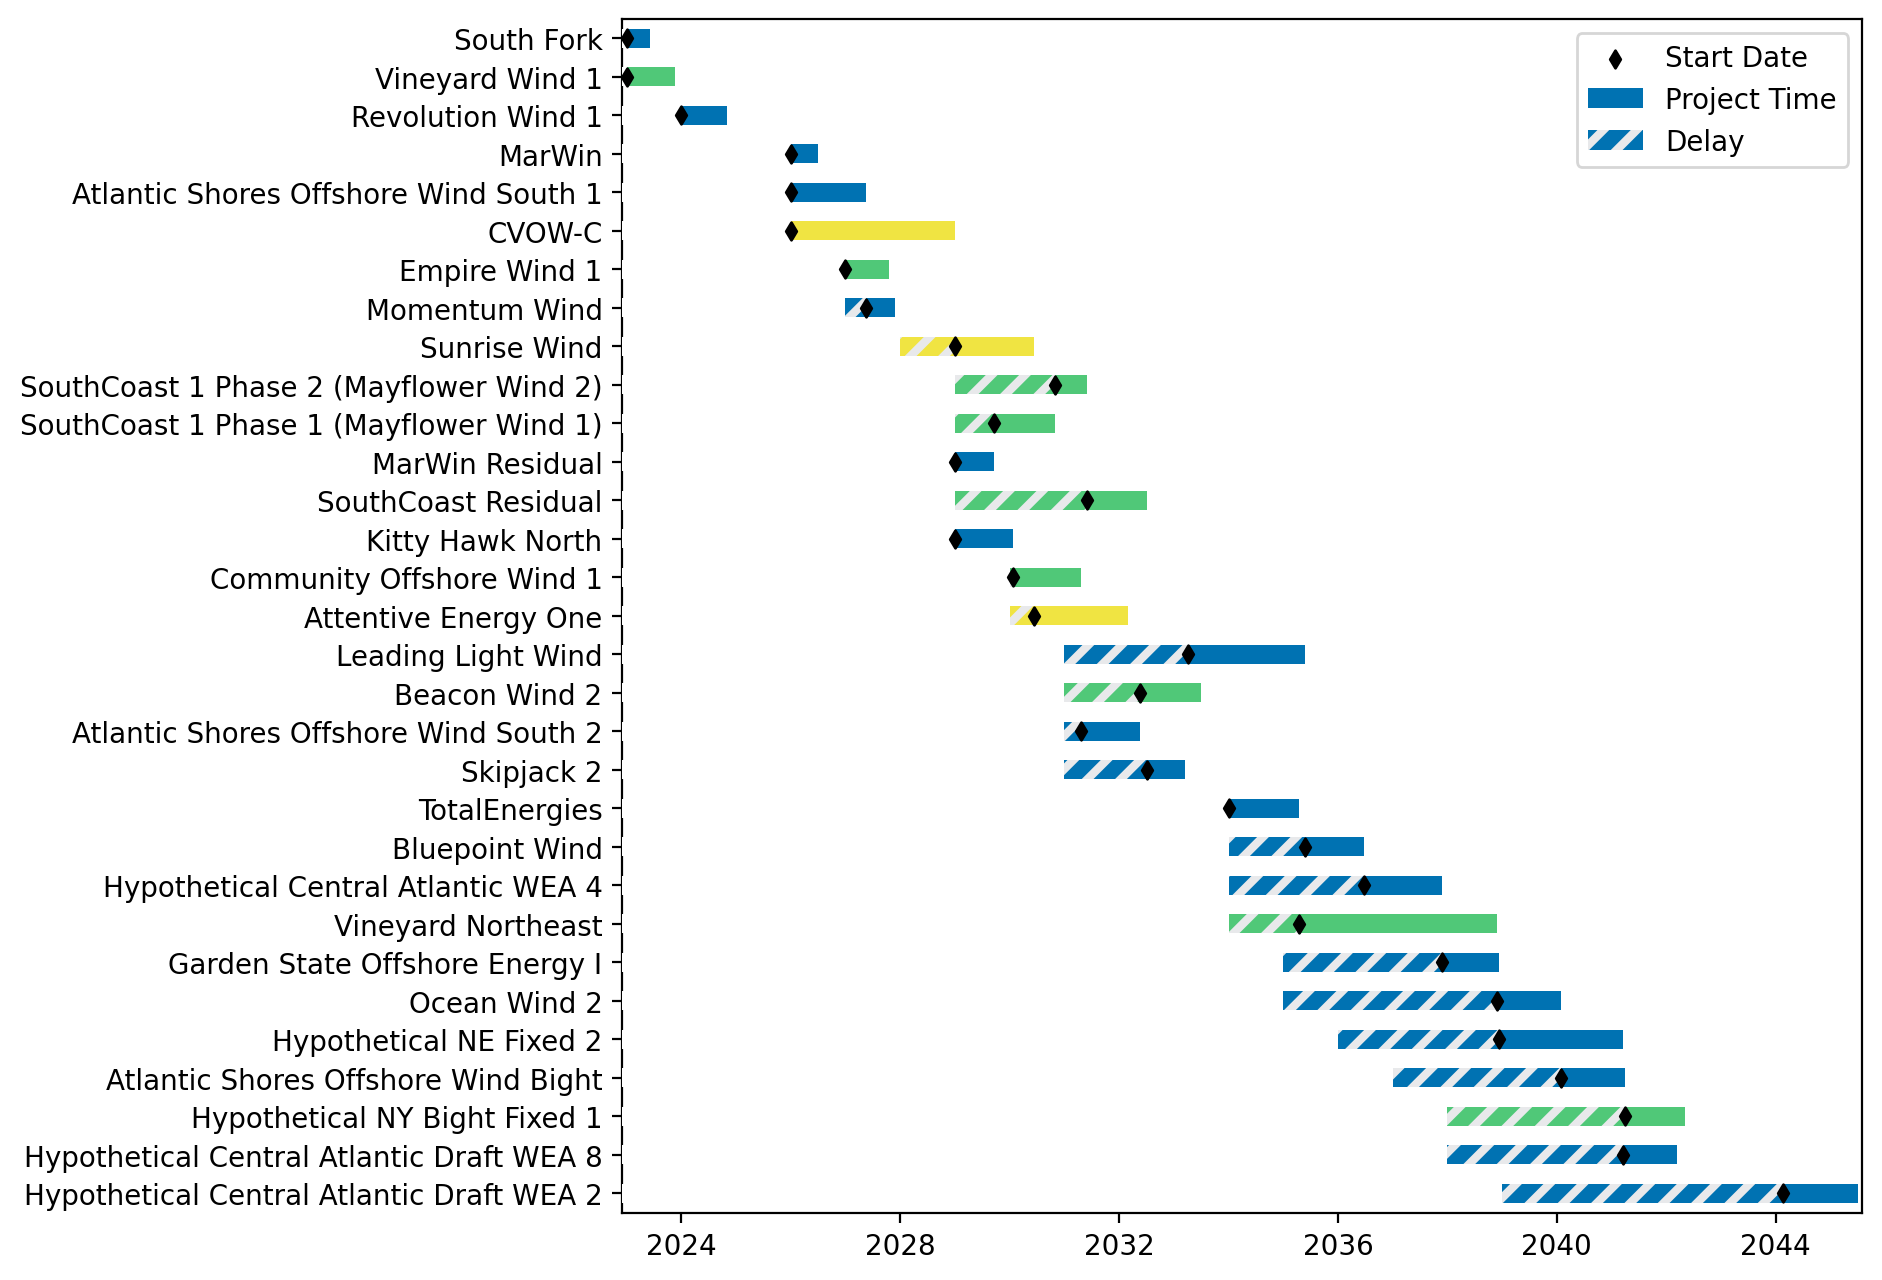 South Fork
Vineyard Wind 1
Revolution Wind 1
MarWin
Atlantic Shores Offshore Wind South 1
CVOW-C
Empire Wind 1
Momentum Wind
Sunrise Wind
SouthCoast 1 Phase 2 (Mayflower Wind 2)
SouthCoast 1 Phase 1 (Mayflower Wind 1)
MarWin Residual
SouthCoast Residual
Kitty Hawk North
Community Offshore Wind 1
Attentive Energy One
Leading Light Wind
Beacon Wind 2
Atlantic Shores Offshore Wind South 2
Skipjack 2
TotalEnergies
Bluepoint Wind
Hypothetical Central Atlantic WEA 4
Vineyard Northeast
Garden State Offshore Energy I
Ocean Wind 2
Hypothetical NE Fixed 2
Atlantic Shores Offshore Wind Bight
Hypothetical NY Bight Fixed 1
Hypothetical Central Atlantic Draft WEA 8
Hypothetical Central Atlantic Draft WEA 2
Start Date
Project Time
Delay
2024 2028 2032 2036 2040 2044